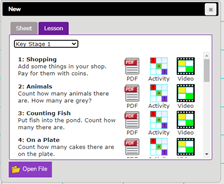 New
Sheet Lesson
Key Stage 1
1: Shopping
Add some things in your shop.
Pay for them with coins.
PDF Activity Video
2: Animals
Count how many animals there
are. How many are grey?
PDF Activity Video
3: Counting Fish
Put fish into the pond. Count how
many there are.
PDF Activity Video
4: On a Plate
Count how many cakes there are
on the plate.
PDF Activity Video
Open File